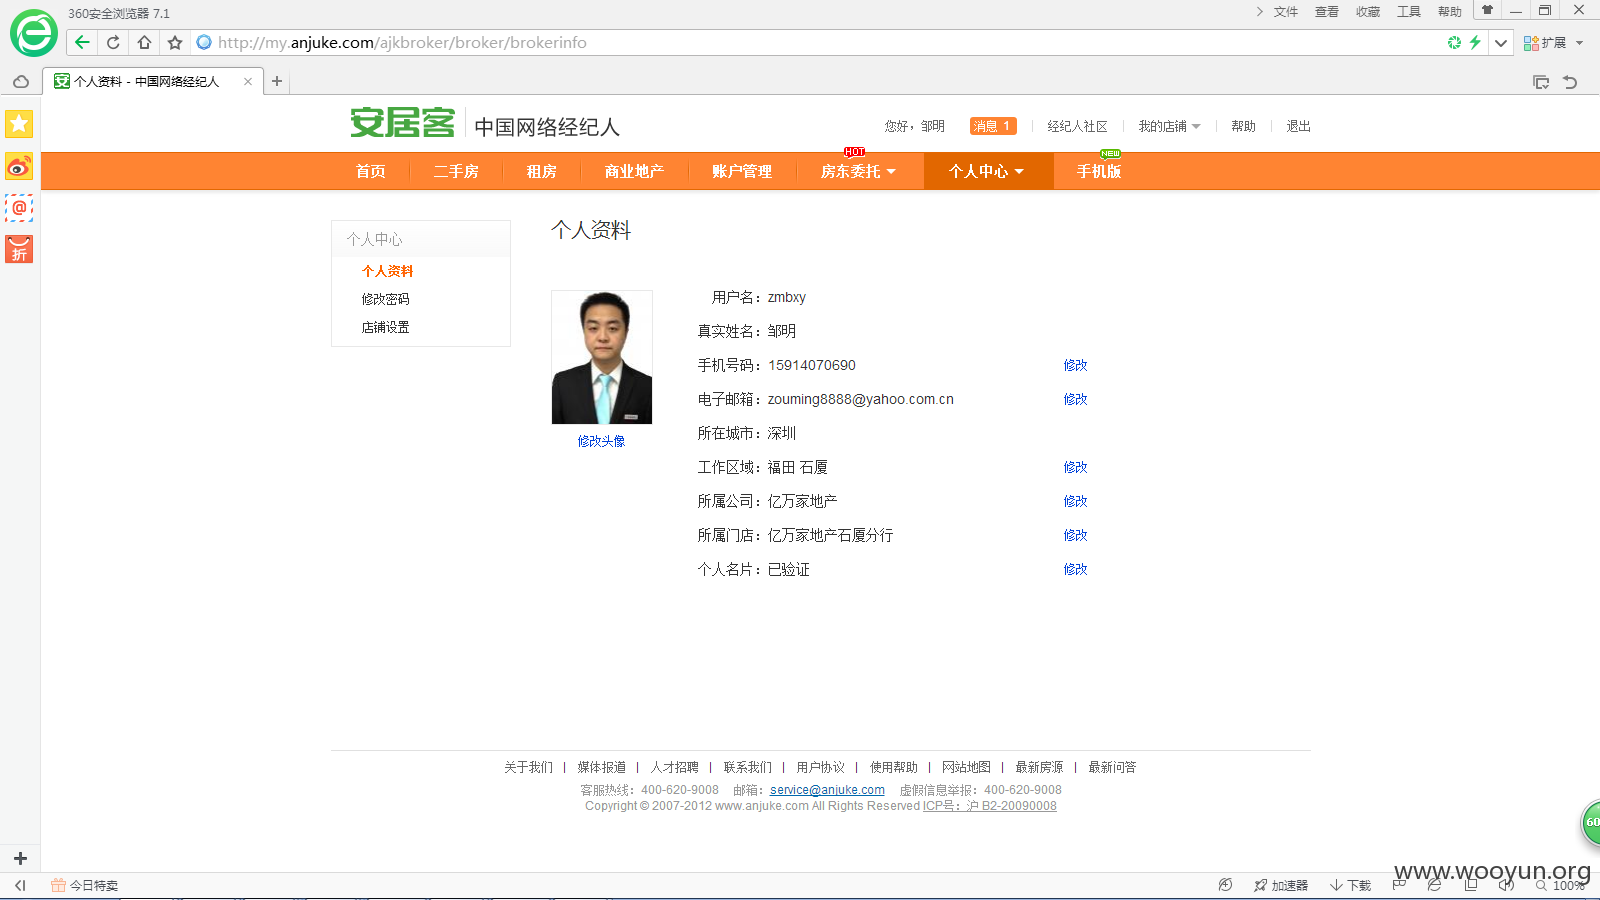 360安全浏览器 7.1
文件 查看 收藏 工具 帮助
http://my.anjuke.com/ajkbroker/broker/brokerinfo
扩展
个人资料 - 中国网络经纪人
安居客 中国网络经纪人
您好，邹明 消息 1 经纪人社区 我的店铺 帮助 退出
HOT NEW
首页 二手房 租房 商业地产 账户管理 房东委托 个人中心 手机版
个人中心
个人资料
修改密码
店铺设置
个人资料
修改头像
用户名：zmbxy
真实姓名：邹明
手机号码：15914070690 修改
电子邮箱：zouming8888@yahoo.com.cn 修改
所在城市：深圳
工作区域：福田 石厦 修改
所属公司：亿万家地产 修改
所属门店：亿万家地产石厦分行 修改
个人名片：已验证 修改
关于我们 | 媒体报道 | 人才招聘 | 联系我们 | 用户协议 | 使用帮助 | 网站地图 | 最新房源 | 最新问答
客服热线：400-620-9008 邮箱：service@anjuke.com 虚假信息举报：400-620-9008
Copyright © 2007-2012 www.anjuke.com All Rights Reserved ICP号：沪 B2-20090008
折
60
www.wooyun.org
今日特卖 加速器 下载 100%